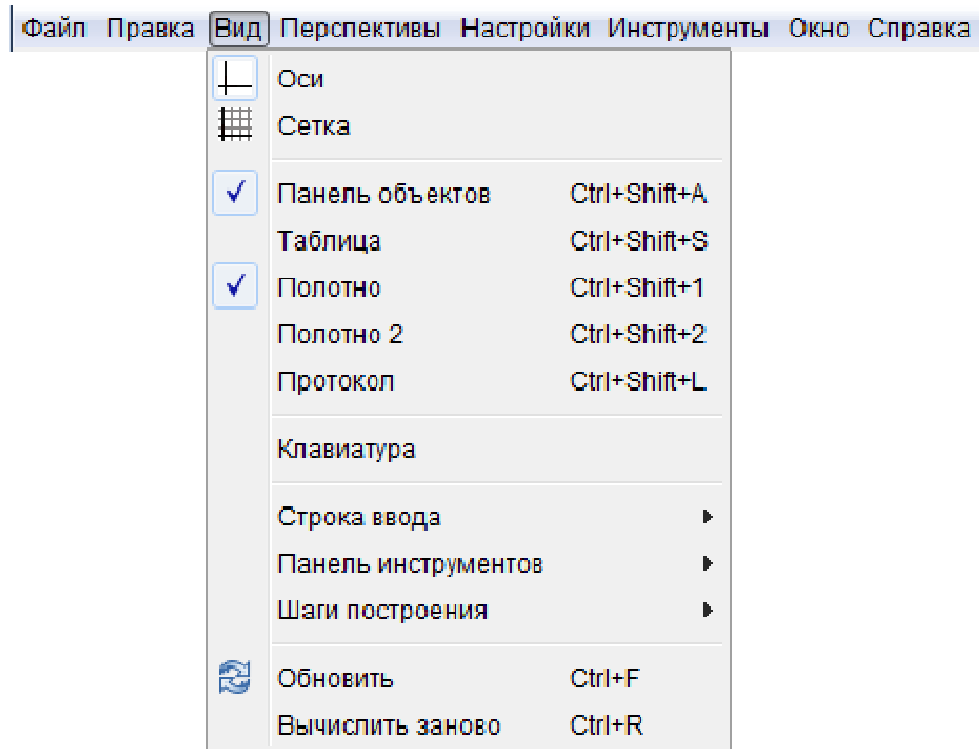 Файл Правка Вид Перспективы Настройки Инструменты Окно Справка
Оси
Сетка
Панель объектов Ctrl+Shift+A
Таблица Ctrl+Shift+S
Полотно Ctrl+Shift+1
Полотно 2 Ctrl+Shift+2
Протокол Ctrl+Shift+L
Клавиатура
Строка ввода
Панель инструментов
Шаги построения
Обновить Ctrl+F
Вычислить заново Ctrl+R